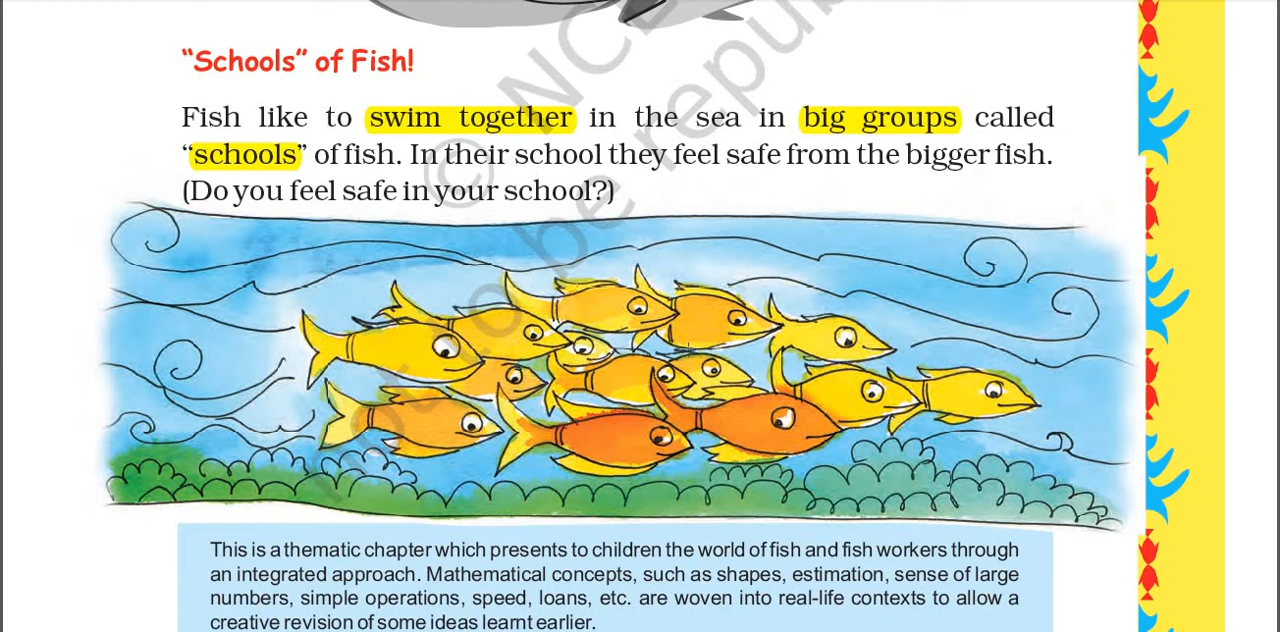 “Schools” of Fish!
Fish like to swim together in the sea in big groups called
“schools” of fish. In their school they feel safe from the bigger fish.
(Do you feel safe in your school?)
This is a thematic chapter which presents to children the world of fish and fish workers through
an integrated approach. Mathematical concepts, such as shapes, estimation, sense of large
numbers, simple operations, speed, loans, etc. are woven into real-life contexts to allow a
creative revision of some ideas learnt earlier.